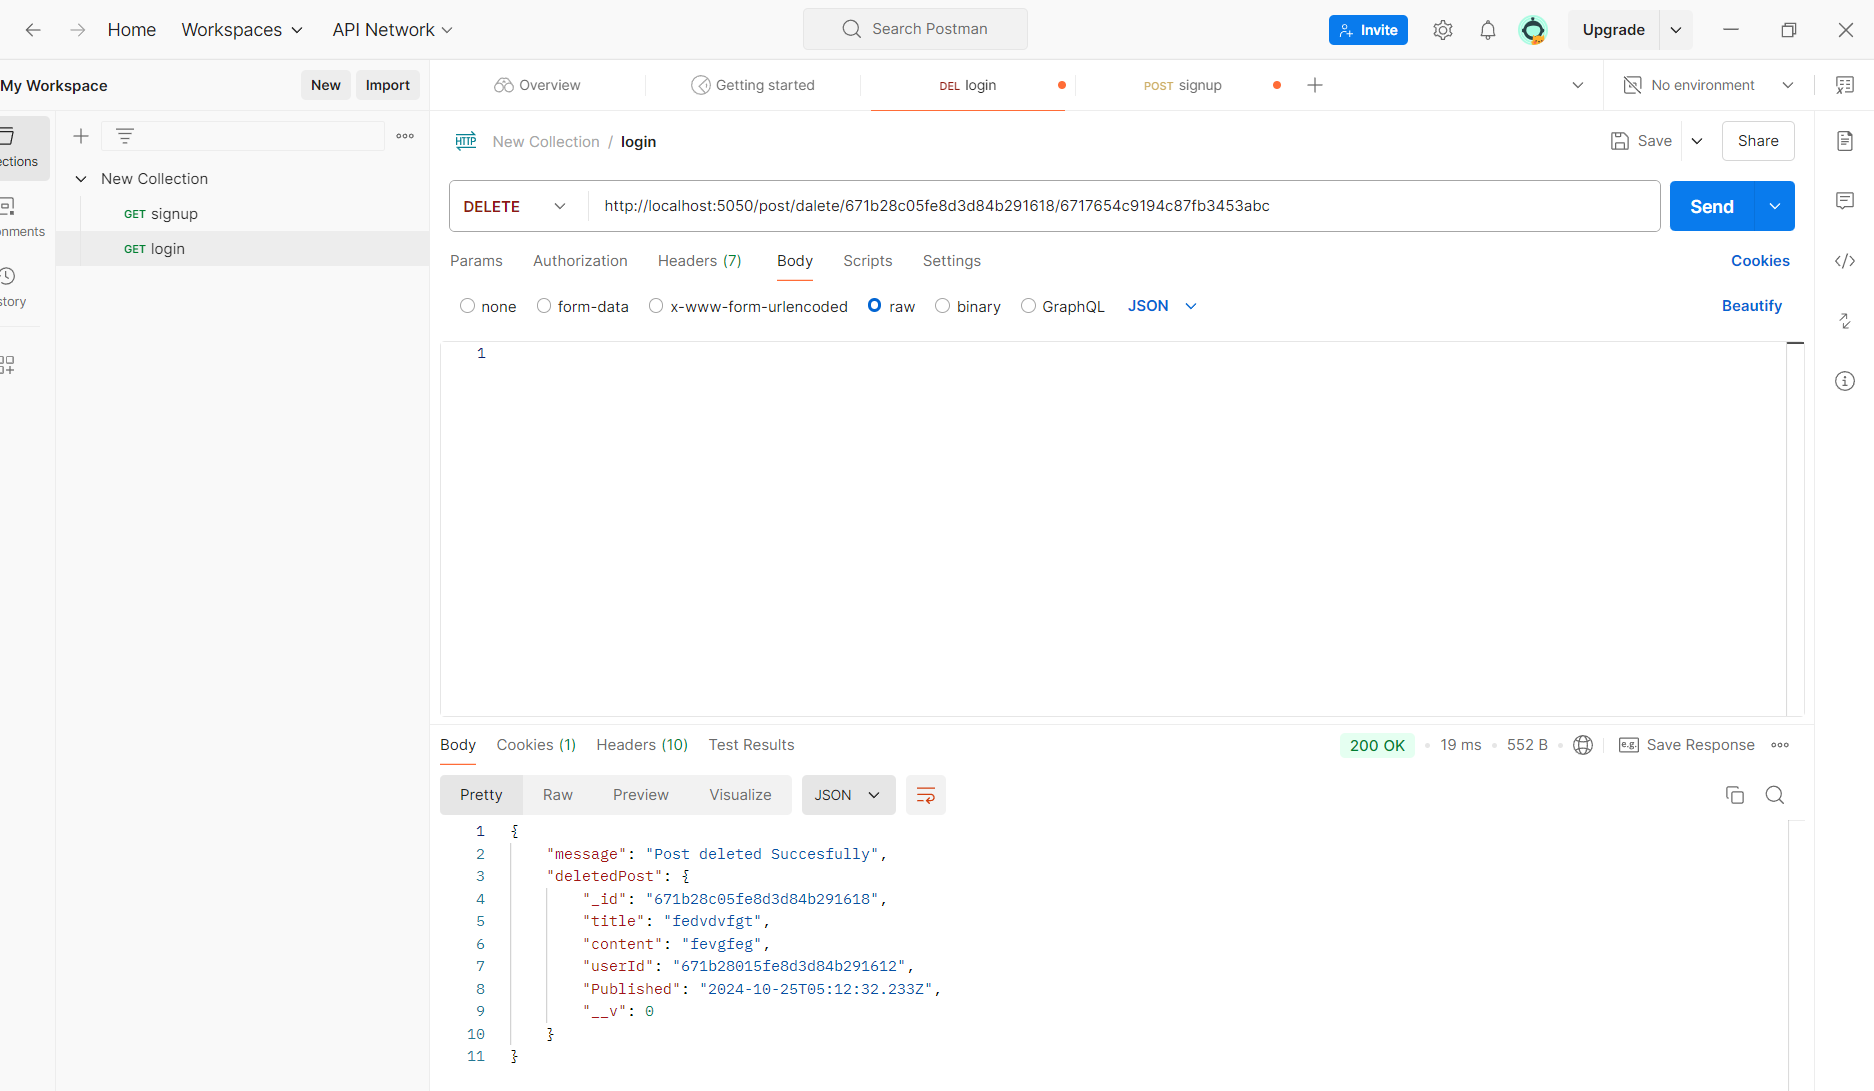 Home Workspaces API Network Search Postman Invite Upgrade
My Workspace New Import Overview Getting started DEL login POST signup No environment
ections
New Collection
GET signup
GET login
onments
story
HTTP New Collection / login Save Share
DELETE http://localhost:5050/post/dalete/671b28c05fe8d3d84b291618/6717654c9194c87fb3453abc Send
Params Authorization Headers (7) Body Scripts Settings Cookies
none form-data x-www-form-urlencoded raw binary GraphQL JSON Beautify
1
Body Cookies (1) Headers (10) Test Results 200 OK 19 ms 552 B e.g. Save Response
Pretty Raw Preview Visualize JSON
1 {
2 "message": "Post deleted Succesfully",
3 "deletedPost": {
4 "_id": "671b28c05fe8d3d84b291618",
5 "title": "fedvdvfgt",
6 "content": "fevgfeg",
7 "userId": "671b28015fe8d3d84b291612",
8 "Published": "2024-10-25T05:12:32.233Z",
9 "__v": 0
10 }
11 }